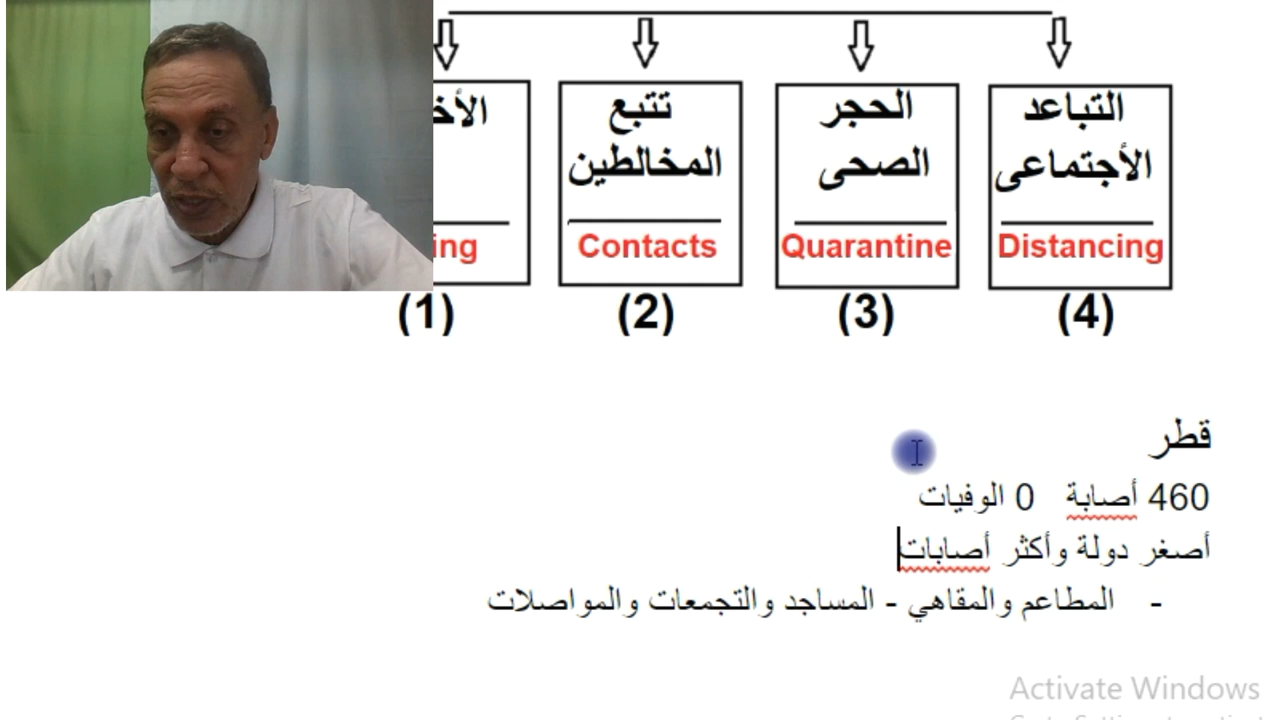 تتبع
المخالطين
Contacts
(2)
الحجر
الصحى
Quarantine
(3)
التباعد
الأجتماعى
Distancing
(4)
الأخ
ing
(1)
قطر
460 أصابة 0 الوفيات
أصغر دولة وأكثر أصابات
- المطاعم والمقاهي - المساجد والتجمعات والمواصلات
Activate Windows